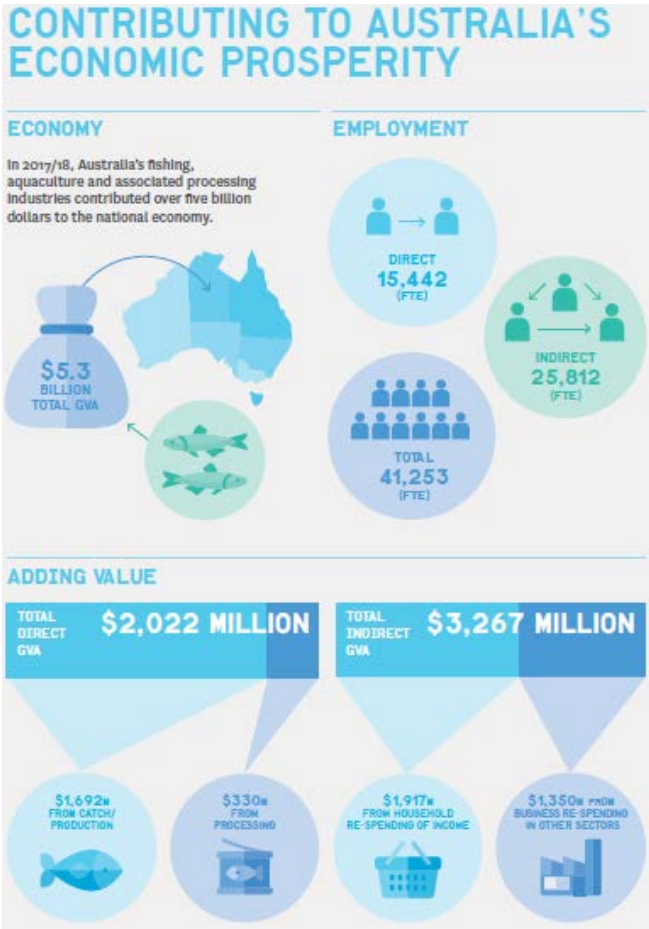 CONTRIBUTING TO AUSTRALIA'S
ECONOMIC PROSPERITY
ECONOMY
In 2017/18, Australia's fishing,
aquaculture and associated processing
industries contributed over five billion
dollars to the national economy.
$5.3
BILLION
TOTAL GVA
EMPLOYMENT
DIRECT
15,442
(FTE)
INDIRECT
25,812
(FTE)
TOTAL
41,253
(FTE)
ADDING VALUE
TOTAL
DIRECT
GVA
$2,022 MILLION
TOTAL
INDIRECT
GVA
$3,267 MILLION
$1,692M
FROM CATCH/
PRODUCTION
$330M
FROM
PROCESSING
$1,917M
FROM HOUSEHOLD
RE-SPENDING OF INCOME
$1,350M FROM
BUSINESS RE-SPENDING
IN OTHER SECTORS